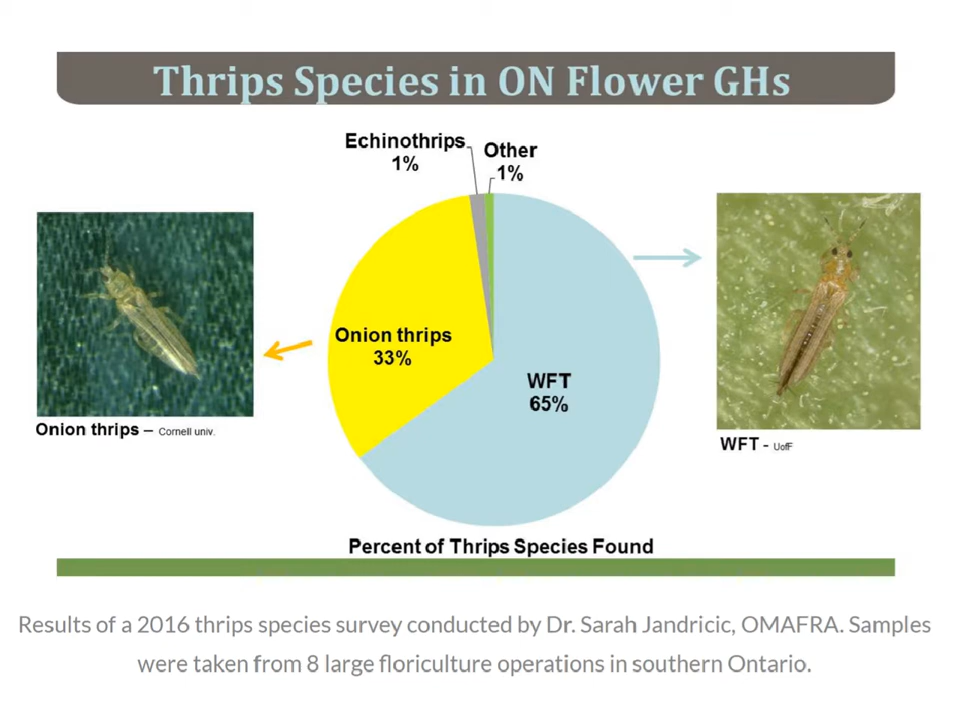 Thrips Species in ON Flower GHs
Echinothrips
1%
Other
1%
Onion thrips
33%
WFT
65%
Onion thrips – Cornell univ.
WFT - UofF
Percent of Thrips Species Found
Results of a 2016 thrips species survey conducted by Dr. Sarah Jandricic, OMAFRA. Samples
were taken from 8 large floriculture operations in southern Ontario.